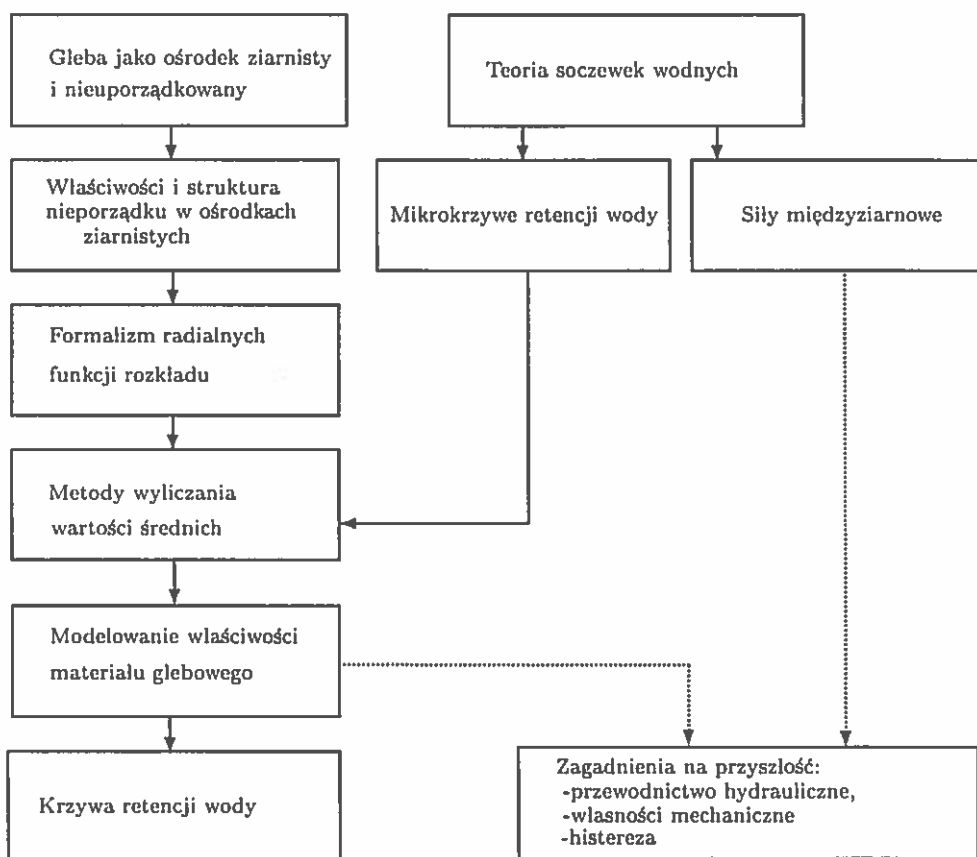 Gleba jako ośrodek ziarnisty
i nieuporządkowany
Teoria soczewek wodnych
Właściwości i struktura
nieporządku w ośrodkach
ziarnistych
Mikrokrzywe retencji wody
Siły międzyziarnowe
Formalizm radialnych
funkcji rozkładu
Metody wyliczania
wartości średnich
Modelowanie właściwości
materiału glebowego
Krzywa retencji wody
Zagadnienia na przyszłość:
-przewodnictwo hydrauliczne,
-własności mechaniczne
-histereza